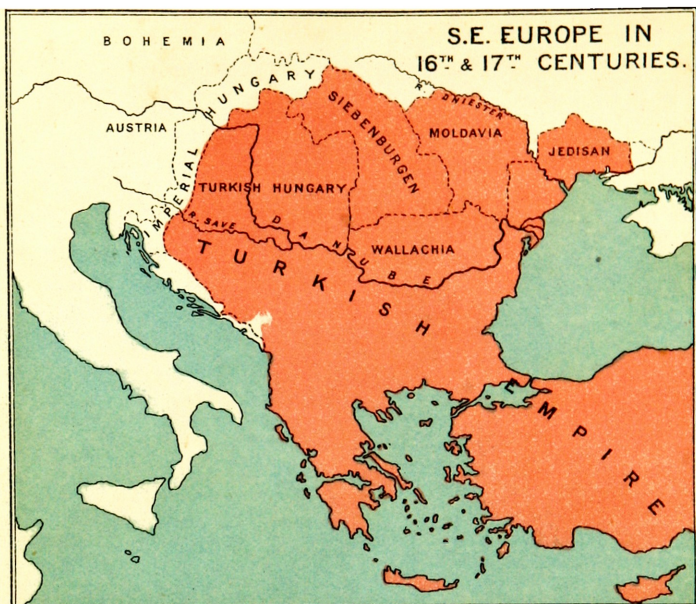 S.E. EUROPE IN
16TH & 17TH CENTURIES.
BOHEMIA
IMPERIAL HUNGARY
AUSTRIA
SIEBENBURGEN
R. DNIESTER
MOLDAVIA
JEDISAN
TURKISH HUNGARY
R. SAVE
DANUBE
WALLACHIA
TURKISH EMPIRE